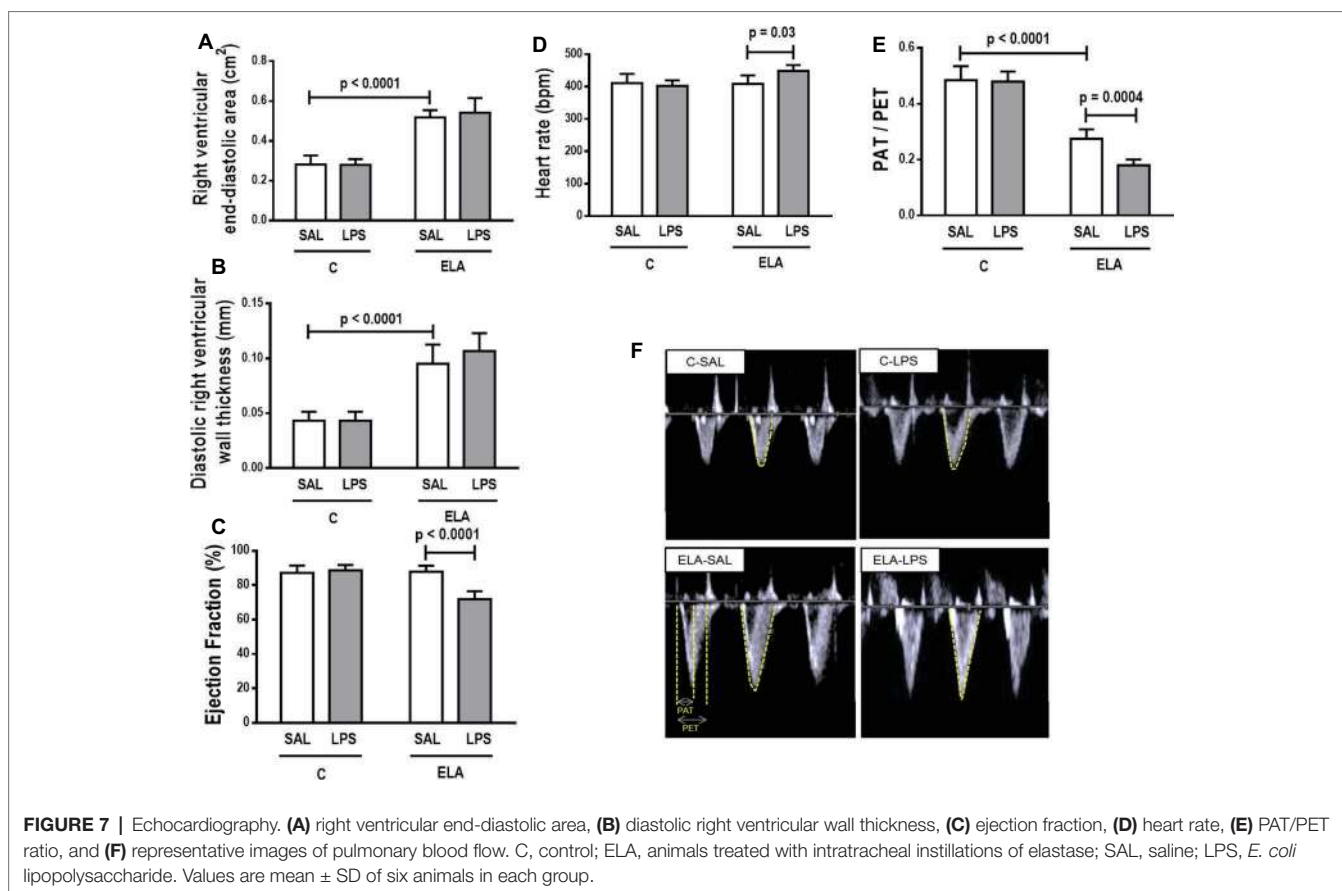 A
Right ventricular
end-diastolic area (cm²)
0.8
0.6
0.4
0.2
0.0
p < 0.0001
SAL LPS SAL LPS
C ELA
B
Diastolic right ventricular
wall thickness (mm)
0.15
0.10
0.05
0.00
p < 0.0001
SAL LPS SAL LPS
C ELA
C
Ejection Fraction (%)
100
80
60
40
20
0
p < 0.0001
SAL LPS SAL LPS
C ELA
D
Heart rate (bpm)
500
400
300
200
100
0
p = 0.03
SAL LPS SAL LPS
C ELA
E
PAT / PET
0.6
0.4
0.2
0.0
p < 0.0001
p = 0.0004
SAL LPS SAL LPS
C ELA
F
C-SAL
C-LPS
ELA-SAL
ELA-LPS
PAT
PET
FIGURE 7 | Echocardiography. (A) right ventricular end-diastolic area, (B) diastolic right ventricular wall thickness, (C) ejection fraction, (D) heart rate, (E) PAT/PET
ratio, and (F) representative images of pulmonary blood flow. C, control; ELA, animals treated with intratracheal instillations of elastase; SAL, saline; LPS, E. coli
lipopolysaccharide. Values are mean ± SD of six animals in each group.